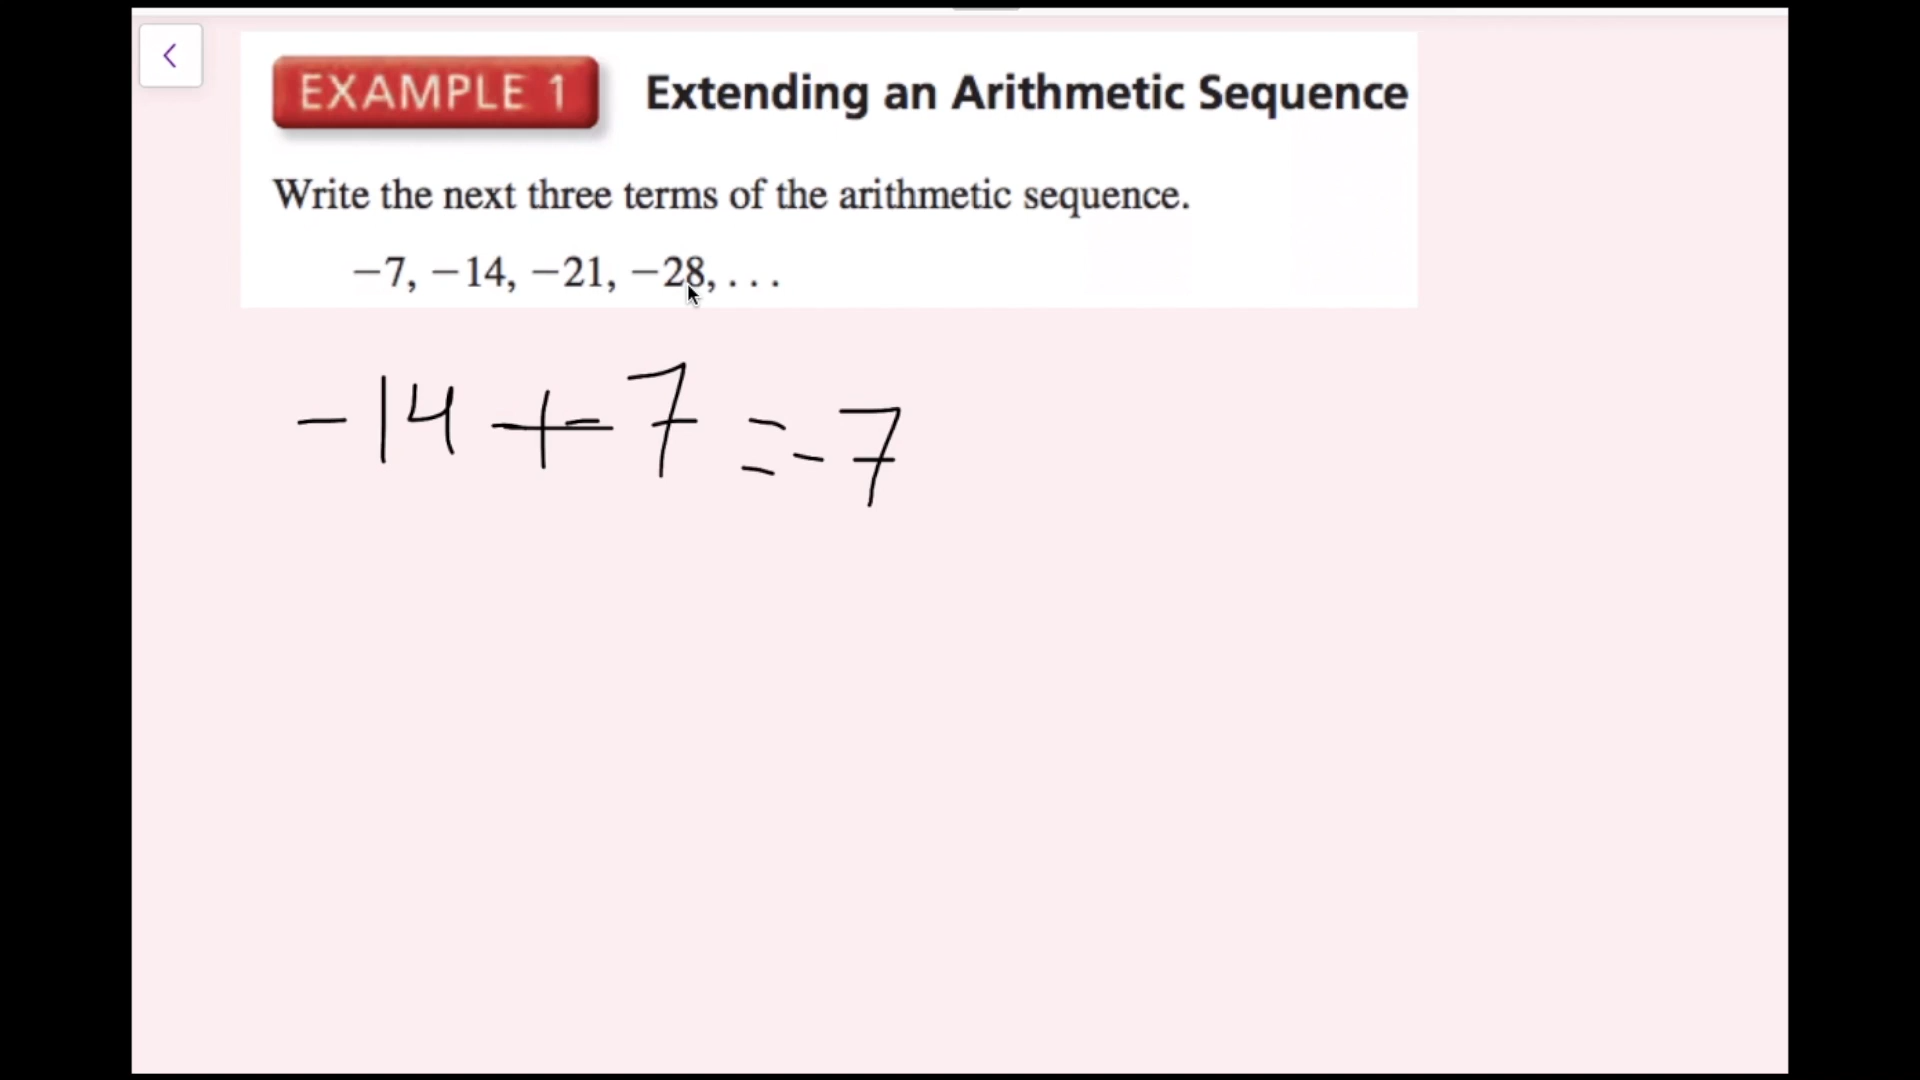 EXAMPLE 1 Extending an Arithmetic Sequence
Write the next three terms of the arithmetic sequence.
−7, −14, −21, −28, . . .
-14 +- 7 = -7